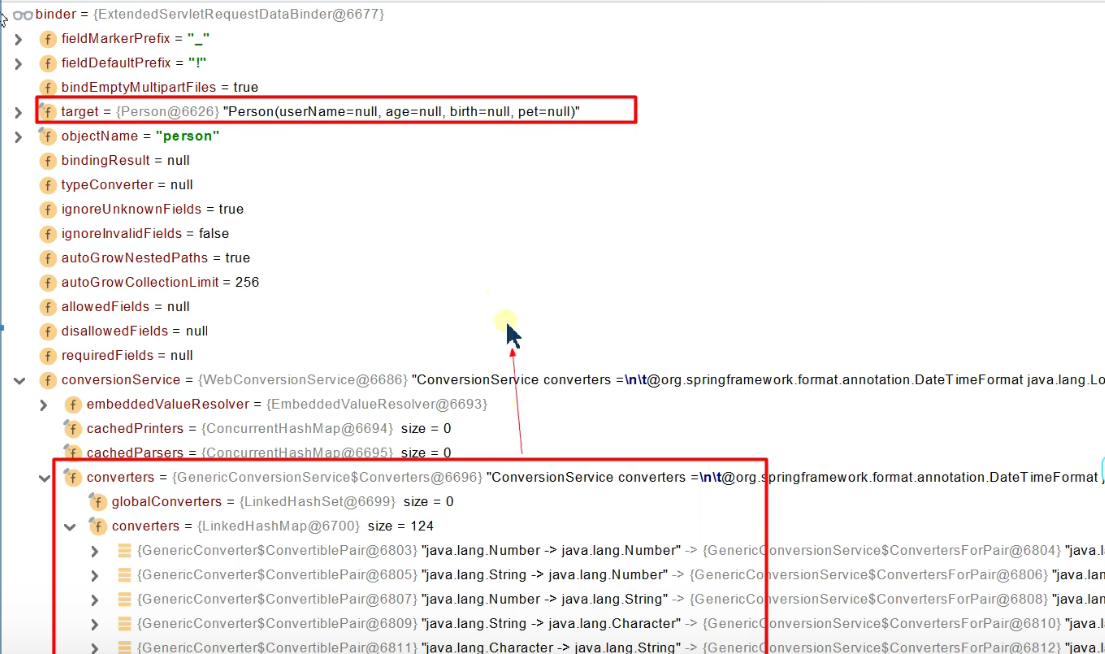 binder = {ExtendedServletRequestDataBinder@6677}
f fieldMarkerPrefix = "_"
f fieldDefaultPrefix = "!"
f bindEmptyMultipartFiles = true
f target = {Person@6626} "Person(userName=null, age=null, birth=null, pet=null)"
f objectName = "person"
f bindingResult = null
f typeConverter = null
f ignoreUnknownFields = true
f ignoreInvalidFields = false
f autoGrowNestedPaths = true
f autoGrowCollectionLimit = 256
f allowedFields = null
f disallowedFields = null
f requiredFields = null
f conversionService = {WebConversionService@6686} "ConversionService converters =\n\t@org.springframework.format.annotation.DateTimeFormat java.lang.Lo
f embeddedValueResolver = {EmbeddedValueResolver@6693}
f cachedPrinters = {ConcurrentHashMap@6694} size = 0
f cachedParsers = {ConcurrentHashMap@6695} size = 0
f converters = {GenericConversionService$Converters@6696} "ConversionService converters =\n\t@org.springframework.format.annotation.DateTimeFormat j
f globalConverters = {LinkedHashSet@6699} size = 0
f converters = {LinkedHashMap@6700} size = 124
{GenericConverter$ConvertiblePair@6803} "java.lang.Number -> java.lang.Number" -> {GenericConversionService$ConvertersForPair@6804} "java.l
{GenericConverter$ConvertiblePair@6805} "java.lang.String -> java.lang.Number" -> {GenericConversionService$ConvertersForPair@6806} "java.lan
{GenericConverter$ConvertiblePair@6807} "java.lang.Number -> java.lang.String" -> {GenericConversionService$ConvertersForPair@6808} "java.lan
{GenericConverter$ConvertiblePair@6809} "java.lang.String -> java.lang.Character" -> {GenericConversionService$ConvertersForPair@6810} "java.l
{GenericConverter$ConvertiblePair@6811} "java.lang.Character -> java.lang.String" -> {GenericConversionService$ConvertersForPair@6812} "java.l